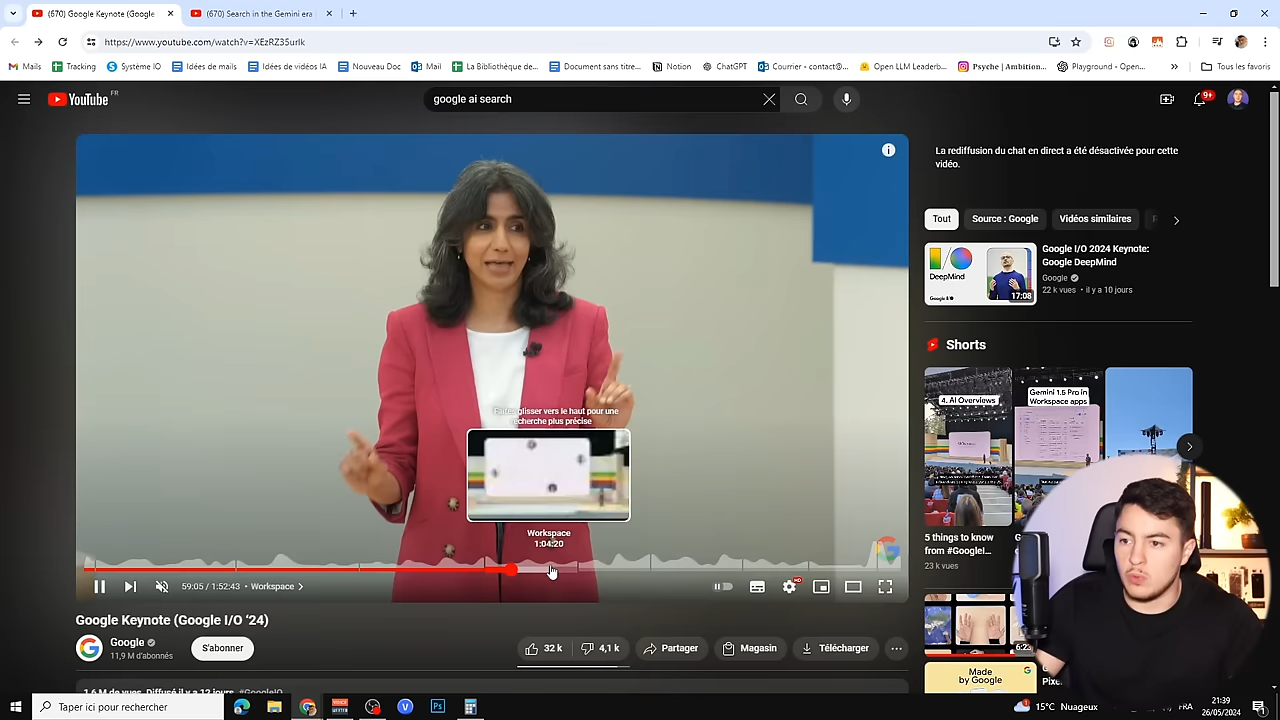 (670) Google Keynote (Google
(670) Search in the Gemini era
https://www.youtube.com/watch?v=XEzRZ35urlk
Mails
Tracking
Système IO
Idées de mails
Idées de vidéos IA
Nouveau Doc
Mail
La Bibliothèque de...
Document sans titre...
Notion
ChatGPT
Courrier - contact@...
Open LLM Leaderb...
Psyche | Ambition...
Playground - Open...
Tous les favoris
YouTube FR
google ai search
9+
La rediffusion du chat en direct a été désactivée pour cette
vidéo.
Tout
Source : Google
Vidéos similaires
Google I/O 2024 Keynote:
Google DeepMind
Google
22 k vues • il y a 10 jours
DeepMind
17:08
Shorts
4. AI Overviews
Gemini 1.5 Pro in
Workspace apps
5 things to know
from #GoogleI...
23 k vues
6:23
Made
by Google
Pixe
Faites glisser vers le haut pour une
recherche plus précise
Workspace
1:04:20
59:05 / 1:52:43 • Workspace
HD
Google Keynote (Google I/O '24)
Google
11,9 M d'abonnés
S'abonner
32 k
4,1 k
Partager
Télécharger
1,6 M de vues Diffusé il y a 12 jours #GoogleIO
Taper ici pour rechercher
Ps
15°C Nuageux
FRA
21:39
26/05/2024